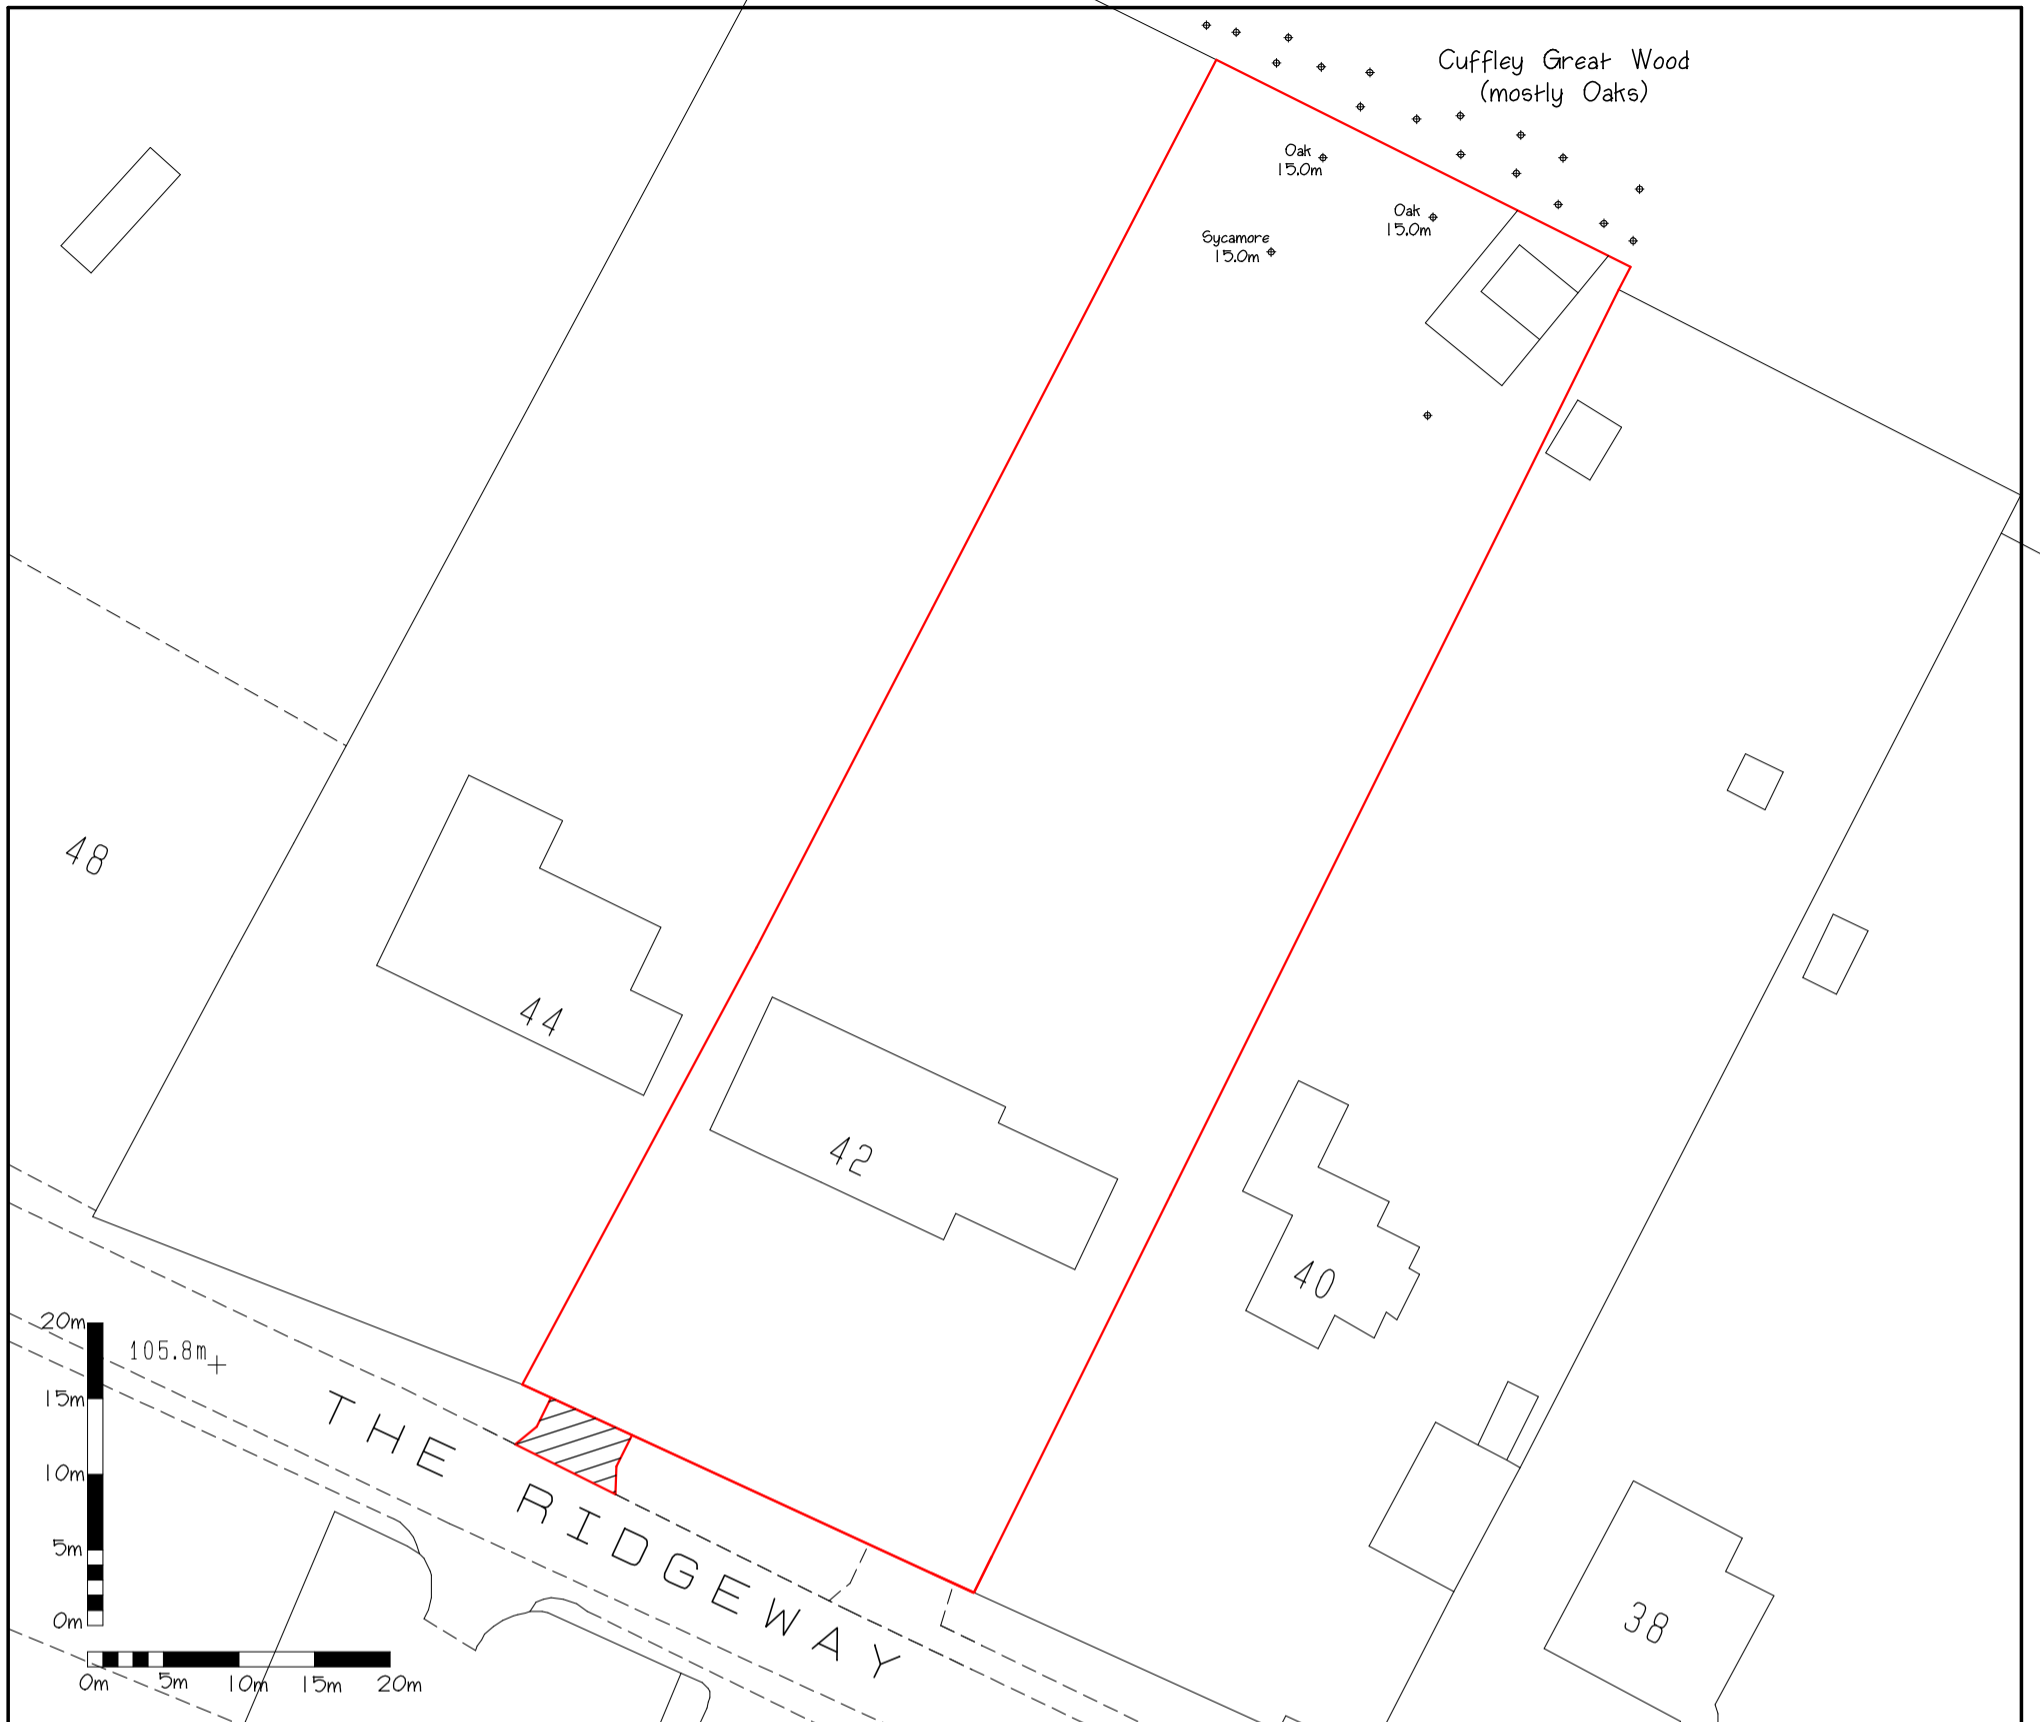 Cuffley Great Wood
(mostly Oaks)
Oak
15.0m
Oak
15.0m
Sycamore
15.0m
48
44
42
40
38
105.8m
THE RIDGEWAY
20m
15m
10m
5m
0m
0m 5m 10m 15m 20m